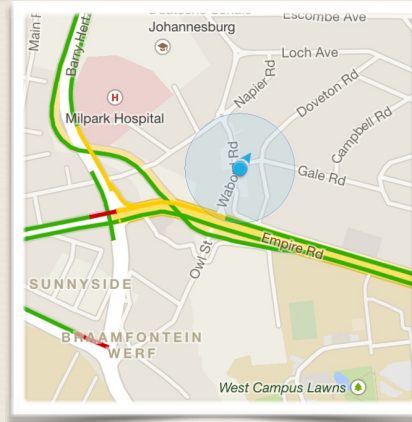 Escombe Ave
Johannesburg
Main
Barry Hertz
Loch Ave
Napier Rd
Doveton Rd
H
Milpark Hospital
Campbell Rd
Rd
Gale Rd
Owl St
Empire Rd
SUNNYSIDE
BRAAMFONTEIN
WERF
West Campus Lawns